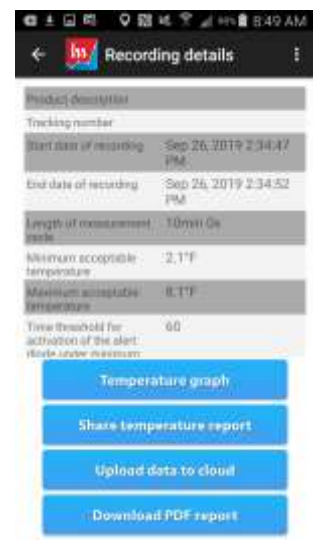 8:49 AM
Recording details
Product description
Tracking number
Start date of recording
Sep 26, 2019 2:34:47
PM
End date of recording
Sep 26, 2019 2:34:52
PM
Length of measurement
cycle
10min 0s
Minimum acceptable
temperature
2.1°F
Maximum acceptable
temperature
8.1°F
Time threshold for
activation of the alert
diode under maximum
60
Temperature graph
Share temperature report
Upload data to cloud
Download PDF report